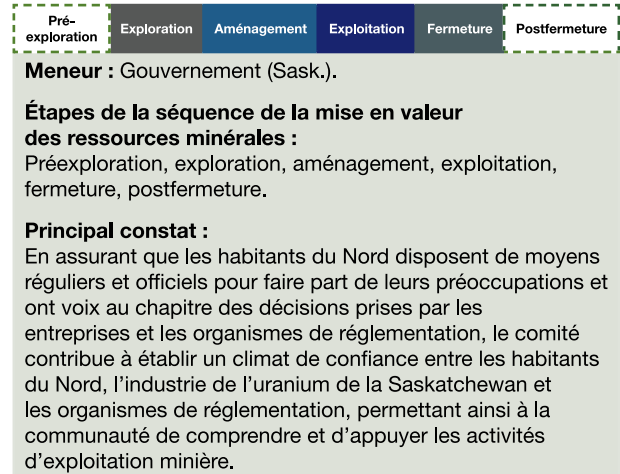 Pré-
exploration
Exploration
Aménagement
Exploitation
Fermeture
Postfermeture
Meneur : Gouvernement (Sask.).
Étapes de la séquence de la mise en valeur
des ressources minérales :
Préexploration, exploration, aménagement, exploitation,
fermeture, postfermeture.
Principal constat :
En assurant que les habitants du Nord disposent de moyens
réguliers et officiels pour faire part de leurs préoccupations et
ont voix au chapitre des décisions prises par les
entreprises et les organismes de réglementation, le comité
contribue à établir un climat de confiance entre les habitants
du Nord, l’industrie de l’uranium de la Saskatchewan et
les organismes de réglementation, permettant ainsi à la
communauté de comprendre et d’appuyer les activités
d’exploitation minière.